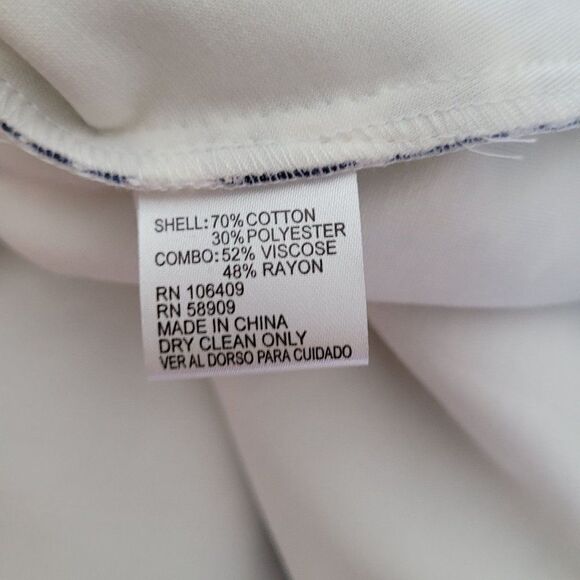 SHELL:70%COTTON
30%POLYESTER
COMBO:52% VISCOSE
48% RAYON
RN 106409
RN 58909
MADE IN CHINA
DRY CLEAN ONLY
VER AL DORSO PARA CUIDADO